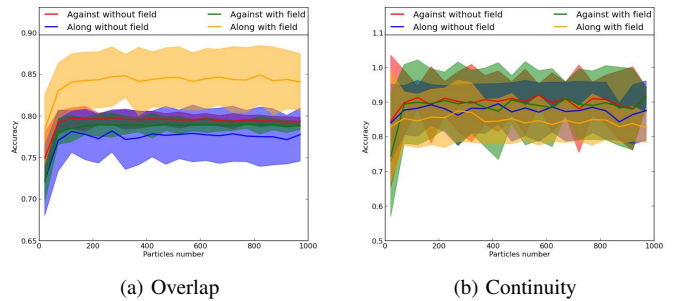 Against without field
Along without field
Against with field
Along with field
0.90
0.85
0.80
0.75
0.70
0.65
Accuracy
0
200
400
600
800
1000
Particles number
(a) Overlap
Against without field
Along without field
Against with field
Along with field
1.1
1.0
0.9
0.8
0.7
0.6
0.5
Accuracy
0
200
400
600
800
1000
Particles number
(b) Continuity